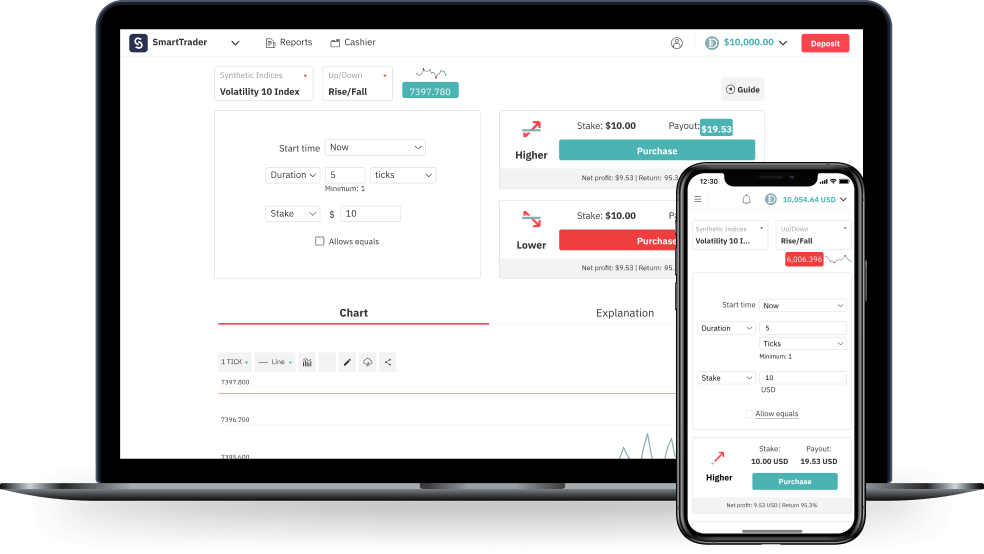 SmartTrader
Reports
Cashier
$10,000.00
Deposit
Synthetic Indices
Volatility 10 Index
Up/Down
Rise/Fall
7397.780
Guide
Start time
Now
Duration
5
ticks
Minimum: 1
Stake
$
10
Allows equals
Stake: $10.00
Payout: $19.53
Higher
Purchase
Net profit: $9.53 | Return: 95.3
Stake: $10.00
Lower
Purchase
Net profit: $9.53 | Return: 95.
Chart
Explanation
1 TICK
Line
7397.800
7396.700
7395.600
12:30
10,054.64 USD
Synthetic Indices
Volatility 10 I...
Up/Down
Rise/Fall
6,006.396
Start time
Now
Duration
5
Ticks
Minimum: 1
Stake
10
USD
Allow equals
Stake:
Payout:
10.00 USD
19.53 USD
Higher
Purchase
Net profit: 9.53 USD | Return 95.3%